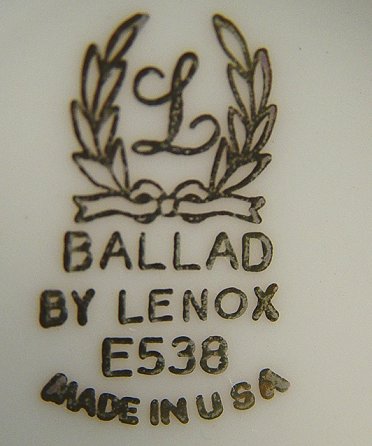 L
BALLAD
BY LENOX
E538
MADE IN USA